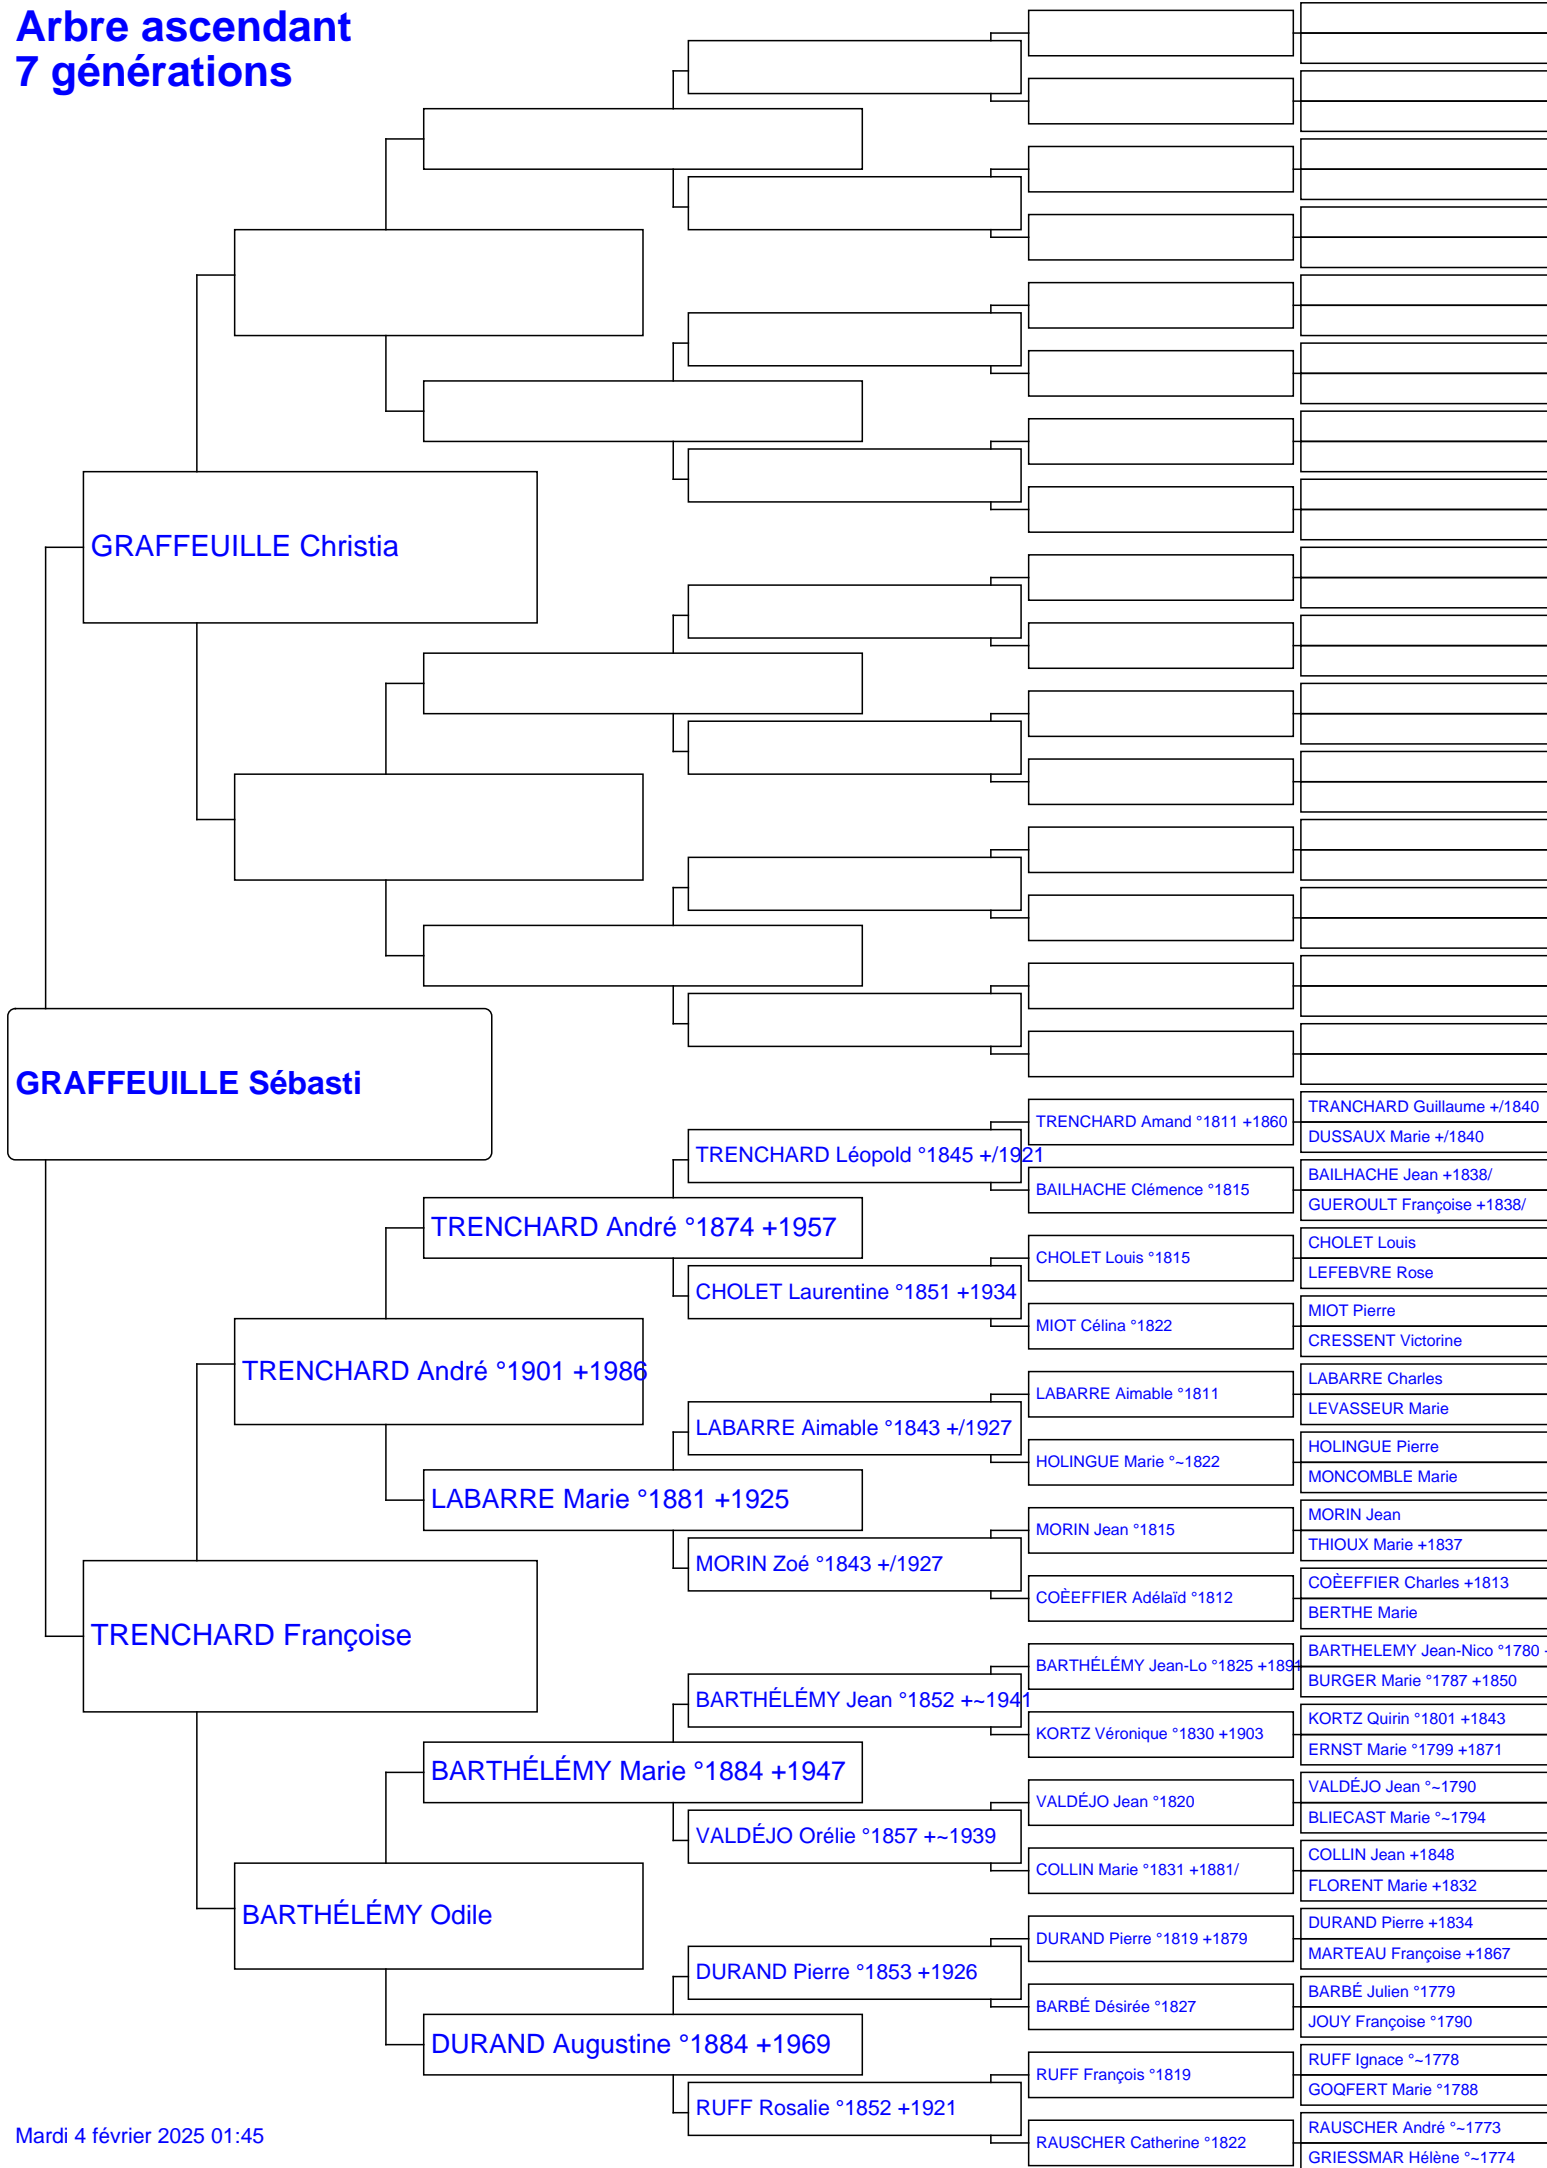 Arbre ascendant
7 générations
GRAFFEUILLE Christia
GRAFFEUILLE Sébasti
TRANCHARD Guillaume +/1840
TRENCHARD Amand °1811 +1860
DUSSAUX Marie +/1840
TRENCHARD Léopold °1845 +/1921
BAILHACHE Jean +1838/
BAILHACHE Clémence °1815
GUEROULT Françoise +1838/
TRENCHARD André °1874 +1957
CHOLET Louis
CHOLET Louis °1815
LEFEBVRE Rose
CHOLET Laurentine °1851 +1934
MIOT Pierre
MIOT Célina °1822
CRESSENT Victorine
TRENCHARD André °1901 +1986
LABARRE Charles
LABARRE Aimable °1811
LEVASSEUR Marie
LABARRE Aimable °1843 +/1927
HOLINGUE Pierre
HOLINGUE Marie °~1822
MONCOMBLE Marie
LABARRE Marie °1881 +1925
MORIN Jean
MORIN Jean °1815
THIOUX Marie +1837
MORIN Zoé °1843 +/1927
COÈEFFIER Charles +1813
COÈEFFIER Adélaïd °1812
BERTHE Marie
TRENCHARD Françoise
BARTHELEMY Jean-Nico °1780
BARTHÉLÉMY Jean-Lo °1825 +1891
BURGER Marie °1787 +1850
BARTHÉLÉMY Jean °1852 +~1941
KORTZ Quirin °1801 +1843
KORTZ Véronique °1830 +1903
ERNST Marie °1799 +1871
BARTHÉLÉMY Marie °1884 +1947
VALDÉJO Jean °~1790
VALDÉJO Jean °1820
BLIECAST Marie °~1794
VALDÉJO Orélie °1857 +~1939
COLLIN Jean +1848
COLLIN Marie °1831 +1881/
FLORENT Marie +1832
BARTHÉLÉMY Odile
DURAND Pierre +1834
DURAND Pierre °1819 +1879
MARTEAU Françoise +1867
DURAND Pierre °1853 +1926
BARBÉ Julien °1779
BARBÉ Désirée °1827
JOUY Françoise °1790
DURAND Augustine °1884 +1969
RUFF Ignace °~1778
RUFF François °1819
GOQFERT Marie °1788
RUFF Rosalie °1852 +1921
RAUSCHER André °~1773
RAUSCHER Catherine °1822
GRIESSMAR Hélène °~1774
Mardi 4 février 2025 01:45